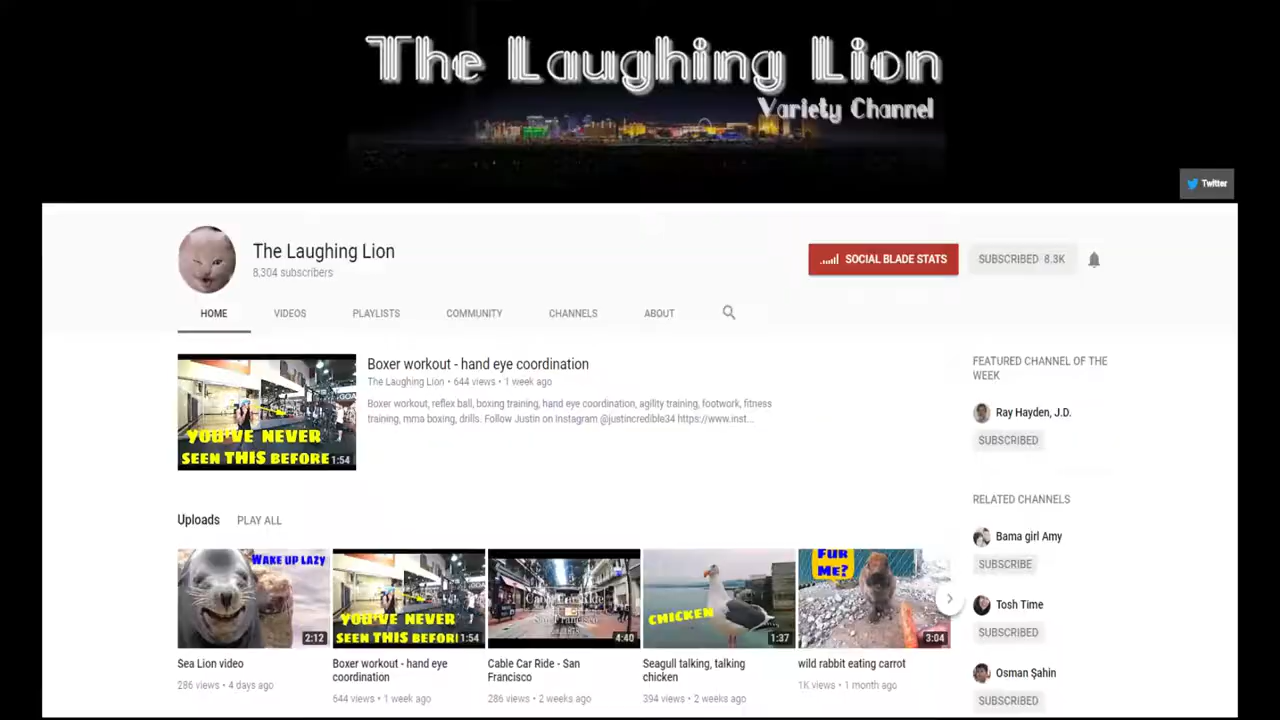 The Laughing Lion
Variety Channel
Twitter
The Laughing Lion
8,304 subscribers
SOCIAL BLADE STATS
SUBSCRIBED 8.3K
HOME
VIDEOS
PLAYLISTS
COMMUNITY
CHANNELS
ABOUT
YOU'VE NEVER
SEEN THIS BEFORE
1:54
Boxer workout - hand eye coordination
The Laughing Lion • 644 views • 1 week ago
Boxer workout, reflex ball, boxing training, hand eye coordination, agility training, footwork, fitness
training, mma boxing, drills. Follow Justin on Instagram @justincredible34 https://www.inst...
FEATURED CHANNEL OF THE
WEEK
Ray Hayden, J.D.
SUBSCRIBED
Uploads PLAY ALL
WAKE UP LAZY
2:12
Sea Lion video
286 views • 4 days ago
YOU'VE NEVER
SEEN THIS BEFOR
1:54
Boxer workout - hand eye
coordination
644 views • 1 week ago
Cable Car Ride
San Francisco
4:40
Cable Car Ride - San
Francisco
286 views • 2 weeks ago
CHICKEN
1:37
Seagull talking, talking
chicken
394 views • 2 weeks ago
FUR
ME?
3:04
wild rabbit eating carrot
1K views • 1 month ago
RELATED CHANNELS
Bama girl Amy
SUBSCRIBE
Tosh Time
SUBSCRIBED
Osman Şahin
SUBSCRIBED